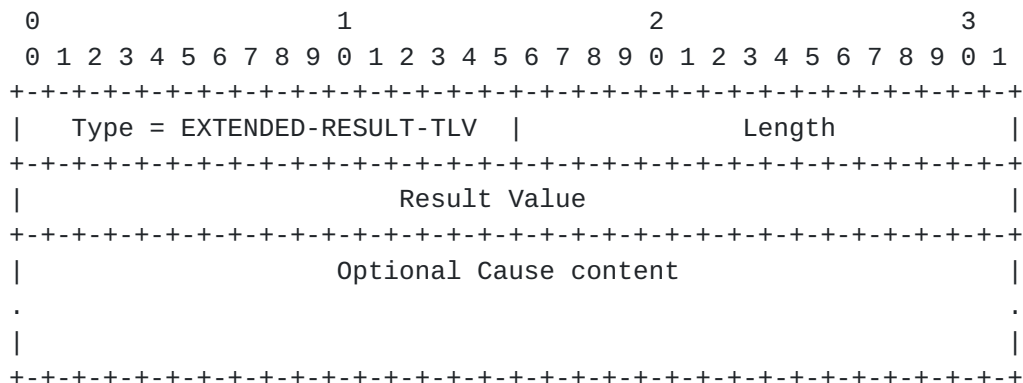 0                   1                   2                   3
 0 1 2 3 4 5 6 7 8 9 0 1 2 3 4 5 6 7 8 9 0 1 2 3 4 5 6 7 8 9 0 1
+-+-+-+-+-+-+-+-+-+-+-+-+-+-+-+-+-+-+-+-+-+-+-+-+-+-+-+-+-+-+-+-+
|   Type = EXTENDED-RESULT-TLV  |              Length           |
+-+-+-+-+-+-+-+-+-+-+-+-+-+-+-+-+-+-+-+-+-+-+-+-+-+-+-+-+-+-+-+-+
|                        Result Value                           |
+-+-+-+-+-+-+-+-+-+-+-+-+-+-+-+-+-+-+-+-+-+-+-+-+-+-+-+-+-+-+-+-+
|                    Optional Cause content                     |
.                                                               .
|                                                               |
+-+-+-+-+-+-+-+-+-+-+-+-+-+-+-+-+-+-+-+-+-+-+-+-+-+-+-+-+-+-+-+-+